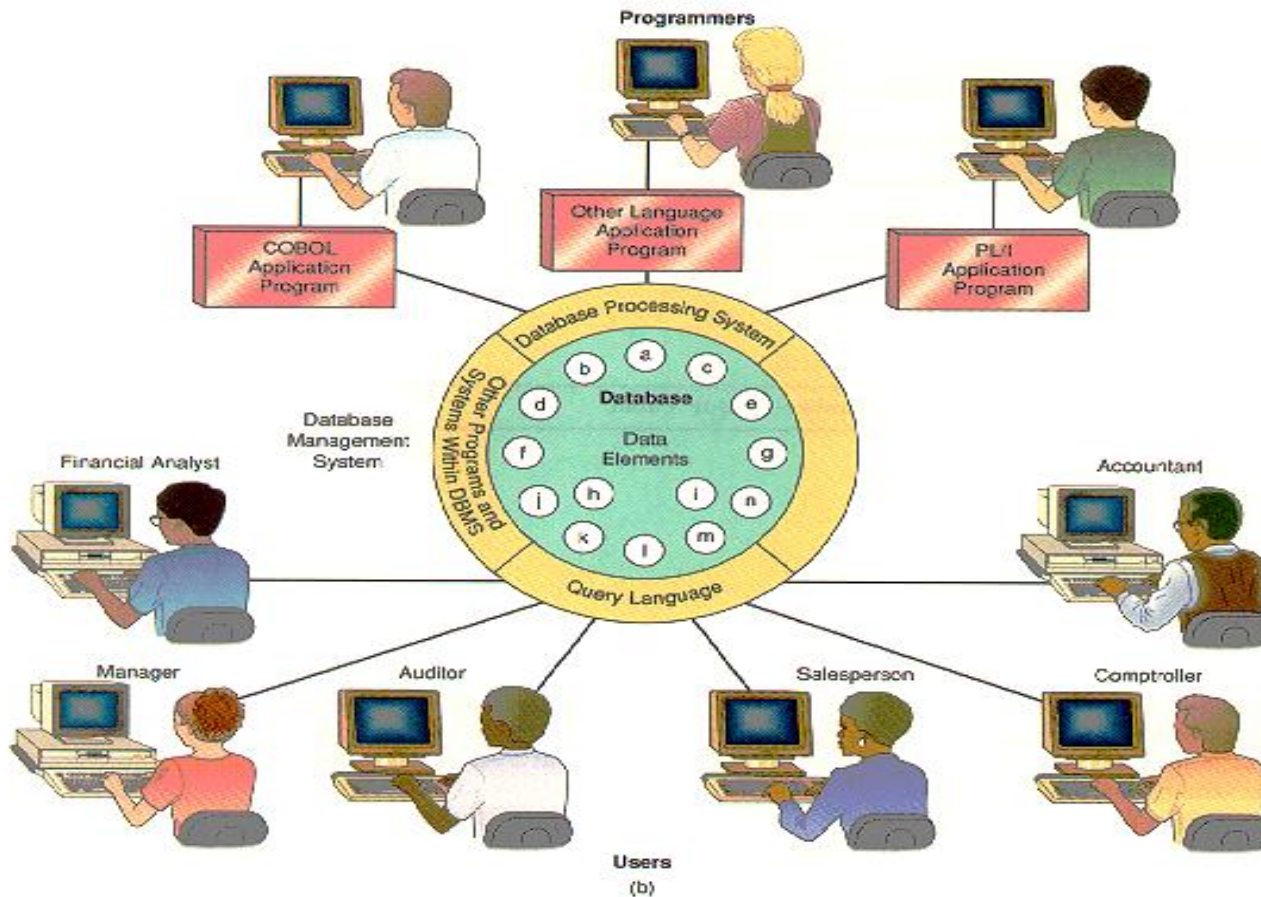 Programmers
COBOL
Application
Program
Other Language
Application
Program
PL/I
Application
Program
Database Processing System
Other Programs and
Systems Within DBMS
Database
Management
System
a
b
c
d
Database
e
f
Data
Elements
g
j
h
i
n
k
l
m
Query Language
Financial Analyst
Accountant
Manager
Auditor
Salesperson
Comptroller
Users
(b)